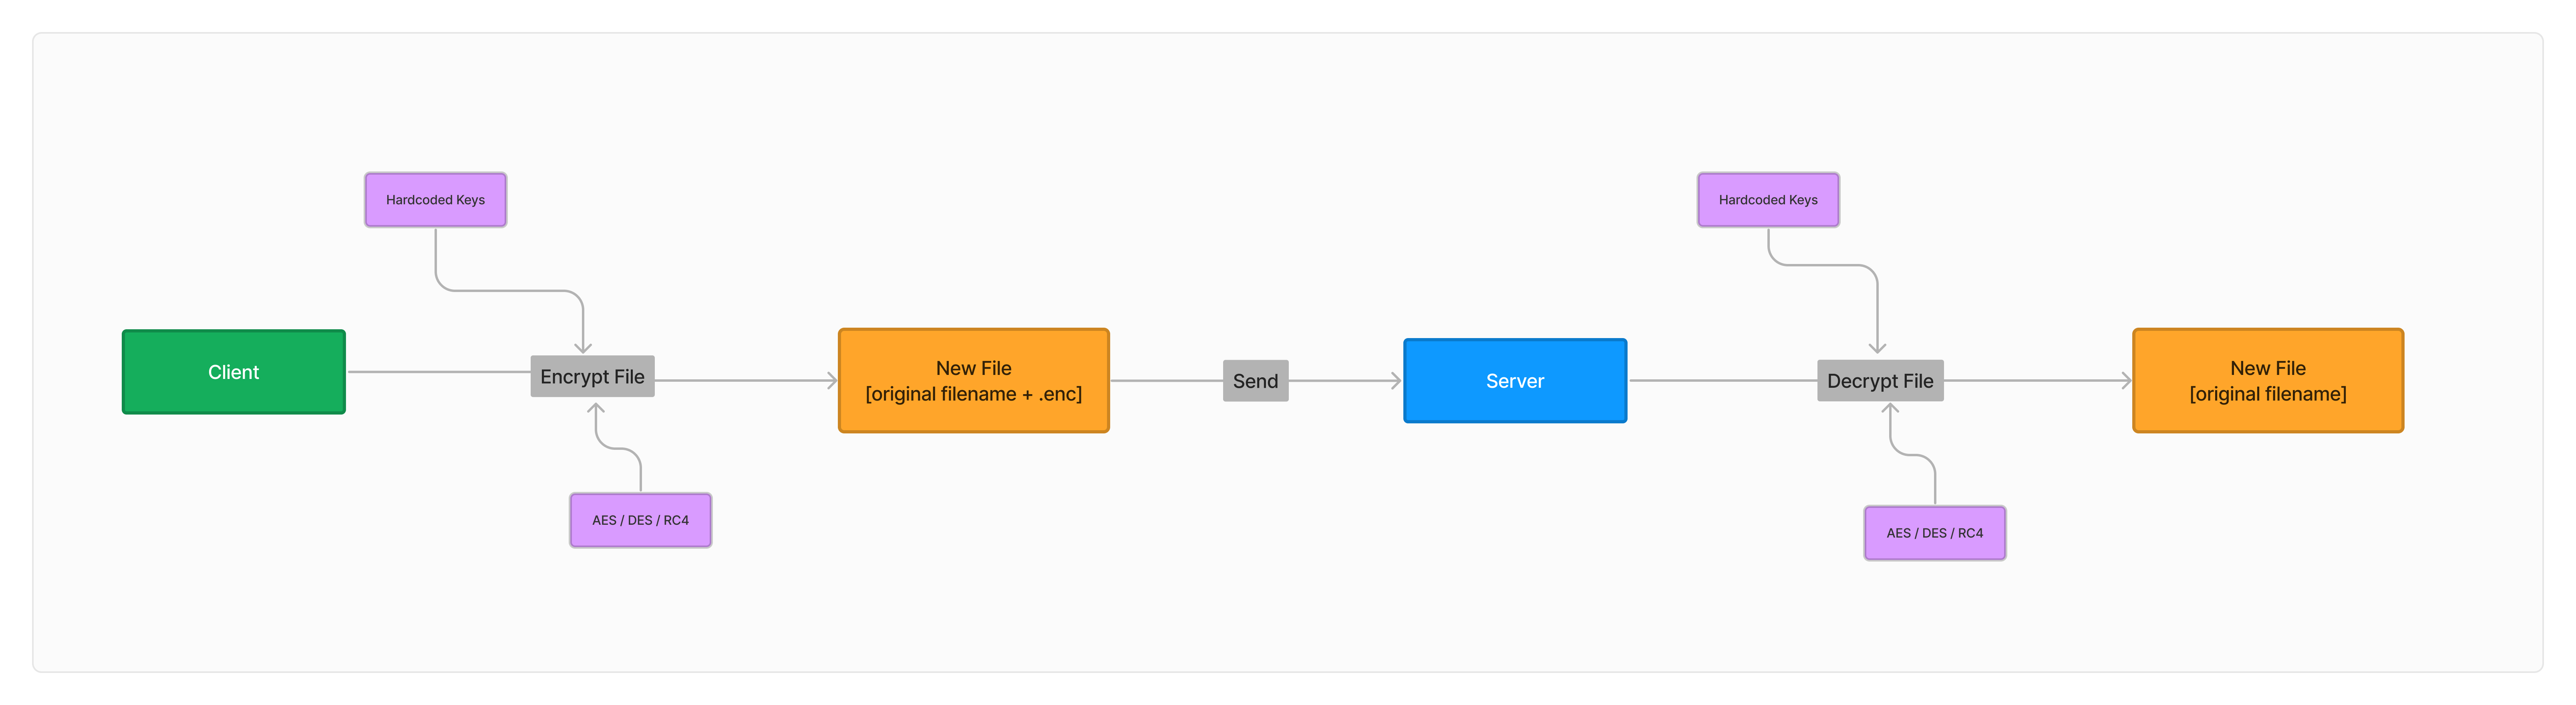 Hardcoded Keys
Client
Encrypt File
AES / DES / RC4
New File
[original filename + .enc]
Send
Server
Hardcoded Keys
Decrypt File
AES / DES / RC4
New File
[original filename]